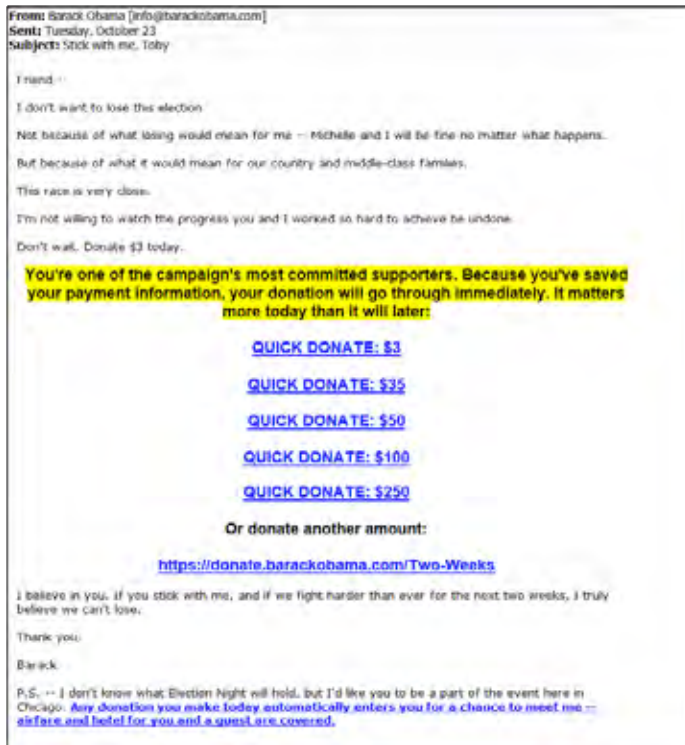 From: Barack Obama [info@barackobama.com]
Sent: Tuesday, October 23
Subject: Stick with me, Toby
Friend --
I don't want to lose this election.
Not because of what losing would mean for me -- Michelle and I will be fine no matter what happens.
But because of what it would mean for our country and middle-class families.
This race is very close.
I'm not willing to watch the progress you and I worked so hard to achieve be undone.
Don't wait. Donate $3 today.
You're one of the campaign's most committed supporters. Because you've saved
your payment information, your donation will go through immediately. It matters
more today than it will later:
QUICK DONATE: $3
QUICK DONATE: $35
QUICK DONATE: $50
QUICK DONATE: $100
QUICK DONATE: $250
Or donate another amount:
https://donate.barackobama.com/Two-Weeks
I believe in you. If you stick with me, and if we fight harder than ever for the next two weeks, I truly
believe we can't lose.
Thank you.
Barack
P.S. -- I don't know what Election Night will hold, but I'd like you to be a part of the event here in
Chicago. Any donation you make today automatically enters you for a chance to meet me --
airfare and hotel for you and a guest are covered.